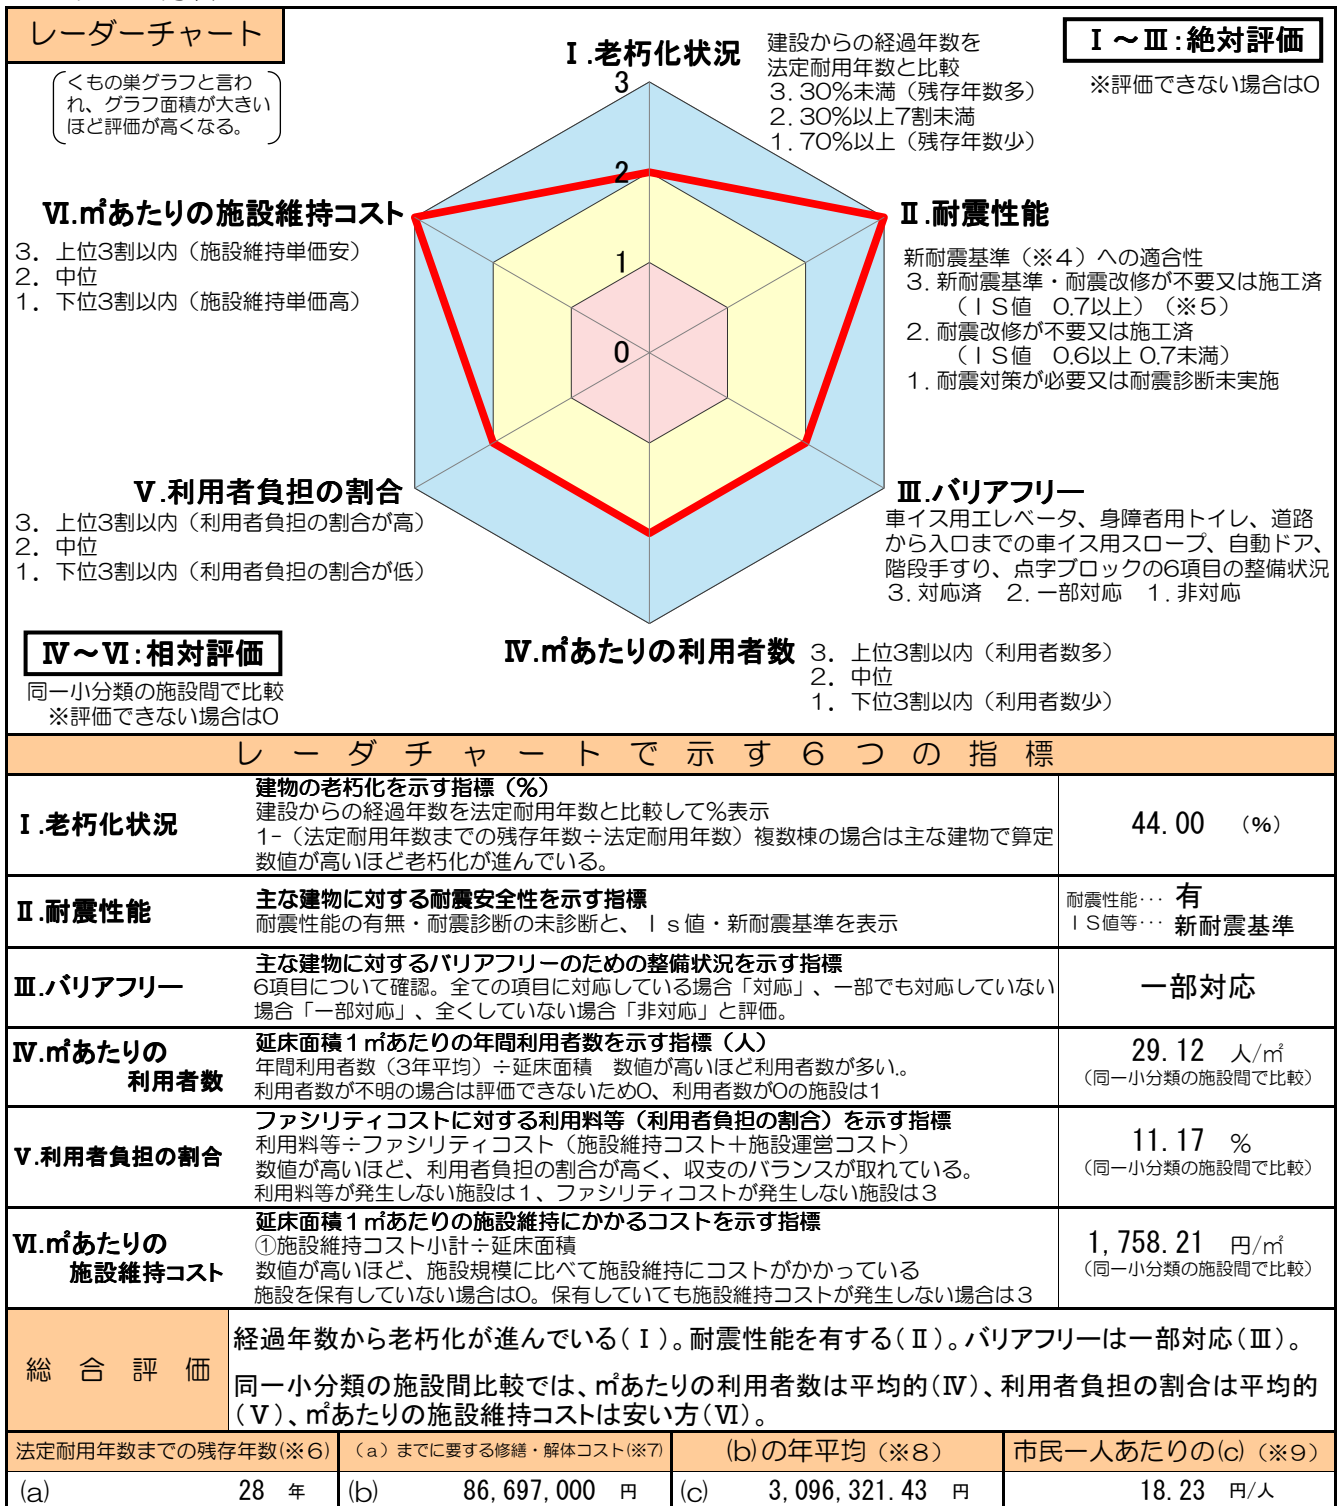 レーダーチャート
くもの巣グラフと言わ
れ、グラフ面積が大きい
ほど評価が高くなる。
Ⅰ.老朽化状況
建設からの経過年数を
法定耐用年数と比較
3. 30%未満（残存年数多）
2. 30%以上7割未満
1. 70%以上（残存年数少）
Ⅰ～Ⅲ:絶対評価
※評価できない場合は0
3
2
1
0
Ⅵ.㎡あたりの施設維持コスト
3. 上位3割以内（施設維持単価安）
2. 中位
1. 下位3割以内（施設維持単価高）
Ⅱ.耐震性能
新耐震基準（※4）への適合性
3. 新耐震基準・耐震改修が不要又は施工済
（ＩＳ値 0.7以上）（※5）
2. 耐震改修が不要又は施工済
（ＩＳ値 0.6以上 0.7未満）
1. 耐震対策が必要又は耐震診断未実施
Ⅴ.利用者負担の割合
3. 上位3割以内（利用者負担の割合が高）
2. 中位
1. 下位3割以内（利用者負担の割合が低）
Ⅲ.バリアフリー
車イス用エレベータ、身障者用トイレ、道路
から入口までの車イス用スロープ、自動ドア、
階段手すり、点字ブロックの6項目の整備状況
3. 対応済 2. 一部対応 1. 非対応
Ⅳ～Ⅵ:相対評価
同一小分類の施設間で比較
※評価できない場合は0
Ⅳ.㎡あたりの利用者数
3. 上位3割以内（利用者数多）
2. 中位
1. 下位3割以内（利用者数少）
レーダチャートで示す6つの指標
Ⅰ.老朽化状況
建物の老朽化を示す指標（%）
建設からの経過年数を法定耐用年数と比較して%表示
1-（法定耐用年数までの残存年数÷法定耐用年数）複数棟の場合は主な建物で算定
数値が高いほど老朽化が進んでいる。
44.00 （%）
Ⅱ.耐震性能
主な建物に対する耐震安全性を示す指標
耐震性能の有無・耐震診断の未診断と、Ｉｓ値・新耐震基準を表示
耐震性能… 有
ＩＳ値等… 新耐震基準
Ⅲ.バリアフリー
主な建物に対するバリアフリーのための整備状況を示す指標
6項目について確認。全ての項目に対応している場合「対応」、一部でも対応していない
場合「一部対応」、全くしていない場合「非対応」と評価。
一部対応
Ⅳ.㎡あたりの
利用者数
延床面積１㎡あたりの年間利用者数を示す指標（人）
年間利用者数（3年平均）÷延床面積 数値が高いほど利用者数が多い。
利用者数が不明の場合は評価できないため0、利用者数が0の施設は1
29.12 人/㎡
（同一小分類の施設間で比較）
Ⅴ.利用者負担の割合
ファシリティコストに対する利用料等（利用者負担の割合）を示す指標
利用料等÷ファシリティコスト（施設維持コスト＋施設運営コスト）
数値が高いほど、利用者負担の割合が高く、収支のバランスが取れている。
利用料等が発生しない施設は１、ファシリティコストが発生しない施設は３
11.17 %
（同一小分類の施設間で比較）
Ⅵ.㎡あたりの
施設維持コスト
延床面積１㎡あたりの施設維持にかかるコストを示す指標
①施設維持コスト小計÷延床面積
数値が高いほど、施設規模に比べて施設維持にコストがかかっている
施設を保有していない場合は0。保有していても施設維持コストが発生しない場合は３
1,758.21 円/㎡
（同一小分類の施設間で比較）
総合評価
経過年数から老朽化が進んでいる(Ⅰ)。耐震性能を有する(Ⅱ)。バリアフリーは一部対応(Ⅲ)。
同一小分類の施設間比較では、㎡あたりの利用者数は平均的(Ⅳ)、利用者負担の割合は平均的
(Ⅴ)、㎡あたりの施設維持コストは安い方(Ⅵ)。
法定耐用年数までの残存年数(※6)
（a）までに要する修繕・解体コスト(※7)
(b)の年平均（※8）
市民一人あたりの(c)（※9）
(a) 28 年
(b) 86,697,000 円
(c) 3,096,321.43 円
18.23 円/人